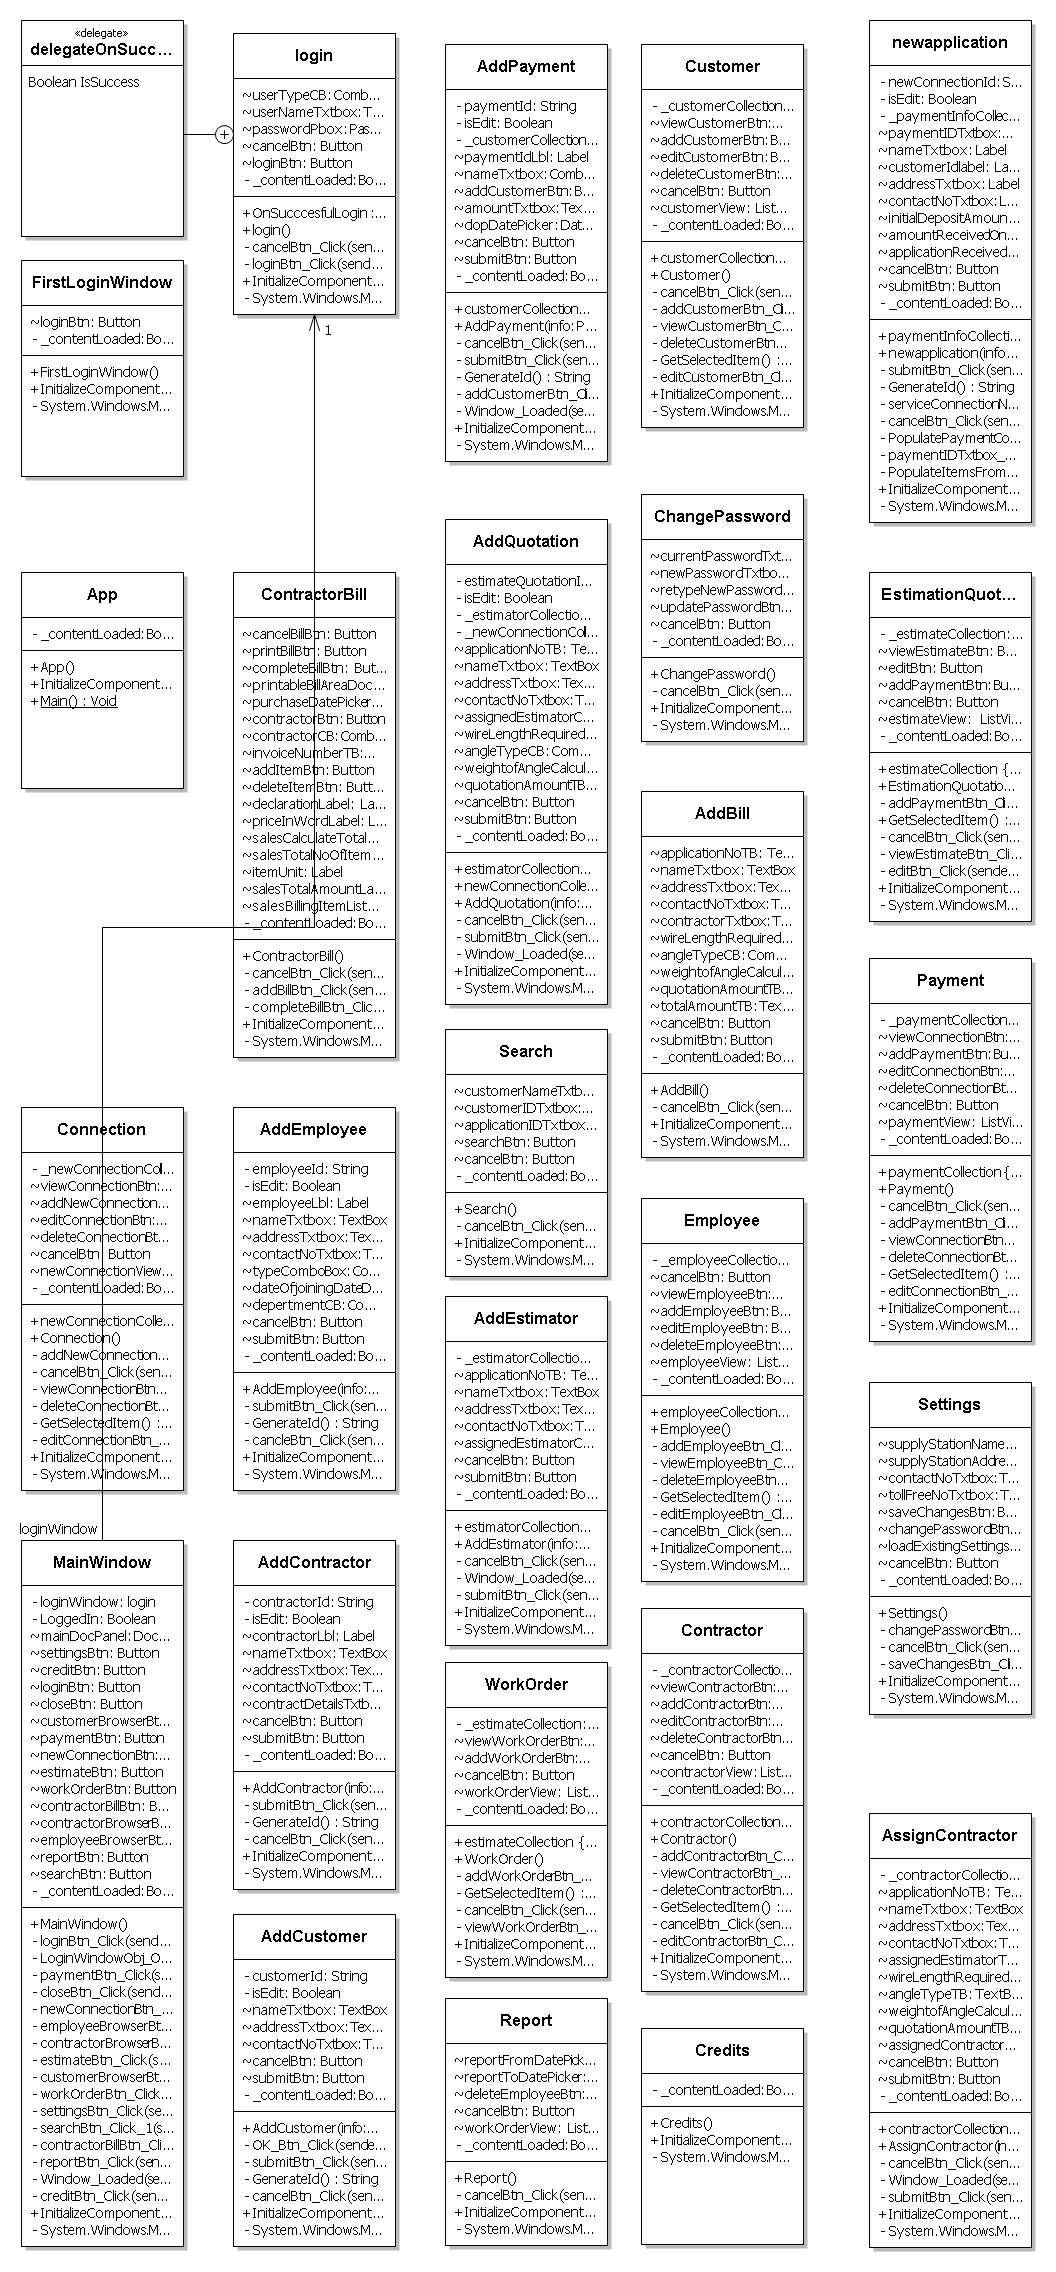 «delegate»
delegateOnSucc...
Boolean IsSuccess
login
~userTypeCB: Comb...
~userNameTxtbox: T...
~passwordPbox: Pas...
~cancelBtn: Button
~loginBtn: Button
-_contentLoaded: Bo...
+OnSucccesfulLogin :...
+login()
-cancelBtn_Click(sen...
-loginBtn_Click(send...
+InitializeComponent...
-System.Windows.M...
1
FirstLoginWindow
~loginBtn: Button
-_contentLoaded: Bo...
+FirstLoginWindow()
+InitializeComponent...
-System.Windows.M...
AddPayment
-paymentId: String
-isEdit: Boolean
-_customerCollection...
~paymentIdLbl: Label
~nameTxtbox: Comb...
~addCustomerBtn: B...
~amountTxtbox: Tex...
~dopDatePicker: Dat...
~cancelBtn: Button
~submitBtn: Button
-_contentLoaded: Bo...
+customerCollection...
+AddPayment(info: P...
-cancelBtn_Click(sen...
-submitBtn_Click(sen...
-GenerateId() : String
-addCustomerBtn_Cli...
-Window_Loaded(se...
+InitializeComponent...
-System.Windows.M...
Customer
-_customerCollection...
~viewCustomerBtn:...
~addCustomerBtn: B...
~editCustomerBtn: B...
~deleteCustomerBtn:...
~cancelBtn: Button
~customerView: List...
-_contentLoaded: Bo...
+customerCollection...
+Customer()
-cancelBtn_Click(sen...
-addCustomerBtn_Cli...
-viewCustomerBtn_C...
-deleteCustomerBtn...
-GetSelectedItem() :...
-editCustomerBtn_Cl...
+InitializeComponent...
-System.Windows.M...
newapplication
-newConnectionId: S...
-isEdit: Boolean
-_paymentInfoCollec...
~paymentIDTxtbox:...
~nameTxtbox: Label
~customerIdlabel: La...
~addressTxtbox: Label
~contactNoTxtbox: L...
~initialDepositAmoun...
~amountReceivedOn...
~applicationReceived...
~cancelBtn: Button
~submitBtn: Button
-_contentLoaded: Bo...
+paymentInfoCollecti...
+newapplication(info...
-submitBtn_Click(sen...
-GenerateId() : String
-serviceConnectionN...
-cancelBtn_Click(sen...
-PopulatePaymentCo...
-paymentIDTxtbox_...
-PopulateItemsFrom...
+InitializeComponent...
-System.Windows.M...
App
-_contentLoaded: Bo...
+App()
+InitializeComponent...
+Main() : Void
ContractorBill
~cancelBillBtn: Button
~printBillBtn: Button
~completeBillBtn: But...
~printableBillAreaDoc...
~purchaseDatePicker...
~contractorBtn: Button
~contractorCB: Comb...
~invoiceNumberTB:...
~addItemBtn: Button
~deleteItemBtn: Butt...
~declarationLabel: La...
~priceInWordLabel: L...
~salesCalculateTotal...
~salesTotalNoOfItem...
~itemUnit: Label
~salesTotalAmountLa...
~salesBillingItemList...
-_contentLoaded: Bo...
+ContractorBill()
-cancelBtn_Click(sen...
-addBillBtn_Click(sen...
-completeBillBtn_Clic...
+InitializeComponent...
-System.Windows.M...
AddQuotation
-estimateQuotationI...
-isEdit: Boolean
-_estimatorCollectio...
-_newConnectionCol...
~applicationNoTB: Te...
~nameTxtbox: TextBox
~addressTxtbox: Tex...
~contactNoTxtbox: T...
~assignedEstimatorC...
~wireLengthRequired...
~angleTypeCB: Com...
~weightofAngleCalcul...
~quotationAmountTB...
~cancelBtn: Button
~submitBtn: Button
-_contentLoaded: Bo...
+estimatorCollection...
+newConnectionColle...
+AddQuotation(info:...
-cancelBtn_Click(sen...
-submitBtn_Click(sen...
-Window_Loaded(se...
+InitializeComponent...
-System.Windows.M...
ChangePassword
~currentPasswordTxt...
~newPasswordTxtbo...
~retypeNewPassword...
~updatePasswordBtn...
~cancelBtn: Button
-_contentLoaded: Bo...
+ChangePassword()
-cancelBtn_Click(sen...
+InitializeComponent...
-System.Windows.M...
EstimationQuot...
-_estimateCollection:...
~viewEstimateBtn: B...
~editBtn: Button
~addPaymentBtn: Bu...
~cancelBtn: Button
~estimateView: ListVi...
-_contentLoaded: Bo...
+estimateCollection {...
+EstimationQuotatio...
-addPaymentBtn_Cli...
+GetSelectedItem() :...
-cancelBtn_Click(sen...
-viewEstimateBtn_Cli...
-editBtn_Click(sende...
+InitializeComponent...
-System.Windows.M...
AddBill
~applicationNoTB: Te...
~nameTxtbox: TextBox
~addressTxtbox: Tex...
~contactNoTxtbox: T...
~contractorTxtbox: T...
~wireLengthRequired...
~angleTypeCB: Com...
~weightofAngleCalcul...
~quotationAmountTB...
~totalAmountTB: Tex...
~cancelBtn: Button
~submitBtn: Button
-_contentLoaded: Bo...
+AddBill()
-cancelBtn_Click(sen...
+InitializeComponent...
-System.Windows.M...
Payment
-_paymentCollection...
~viewConnectionBtn:...
~addPaymentBtn: Bu...
~editConnectionBtn:...
~deleteConnectionBt...
~cancelBtn: Button
~paymentView: ListVi...
-_contentLoaded: Bo...
+paymentCollection {...
+Payment()
-cancelBtn_Click(sen...
-addPaymentBtn_Cli...
-viewConnectionBtn...
-deleteConnectionBt...
-GetSelectedItem() :...
-editConnectionBtn_...
+InitializeComponent...
-System.Windows.M...
Search
~customerNameTxtb...
~customerIDTxtbox:...
~applicationIDTxtbox:...
~searchBtn: Button
~cancelBtn: Button
-_contentLoaded: Bo...
+Search()
-cancelBtn_Click(sen...
+InitializeComponent...
-System.Windows.M...
Connection
-_newConnectionColl...
~viewConnectionBtn:...
~addNewConnection...
~editConnectionBtn:...
~deleteConnectionBt...
~cancelBtn: Button
~newConnectionView...
-_contentLoaded: Bo...
+newConnectionColle...
+Connection()
-addNewConnection...
-cancelBtn_Click(sen...
-viewConnectionBtn...
-deleteConnectionBt...
-GetSelectedItem() :...
-editConnectionBtn_...
+InitializeComponent...
-System.Windows.M...
AddEmployee
-employeeId: String
-isEdit: Boolean
~employeeLbl: Label
~nameTxtbox: TextBox
~addressTxtbox: Tex...
~contactNoTxtbox: T...
~typeComboBox: Co...
~dateOfjoiningDateD...
~depertmentCB: Co...
~cancelBtn: Button
~submitBtn: Button
-_contentLoaded: Bo...
+AddEmployee(info:...
-submitBtn_Click(sen...
-GenerateId() : String
-cancleBtn_Click(sen...
+InitializeComponent...
-System.Windows.M...
Employee
-_employeeCollectio...
~cancelBtn: Button
~viewEmployeeBtn:...
~addEmployeeBtn: B...
~editEmployeeBtn: B...
~deleteEmployeeBtn:...
~employeeView: List...
-_contentLoaded: Bo...
+employeeCollection...
+Employee()
-addEmployeeBtn_Cl...
-viewEmployeeBtn_C...
-deleteEmployeeBtn...
-GetSelectedItem() :...
-editEmployeeBtn_Cl...
-cancelBtn_Click(sen...
+InitializeComponent...
-System.Windows.M...
AddEstimator
-_estimatorCollectio...
~applicationNoTB: Te...
~nameTxtbox: TextBox
~addressTxtbox: Tex...
~contactNoTxtbox: T...
~assignedEstimatorC...
~cancelBtn: Button
~submitBtn: Button
-_contentLoaded: Bo...
+estimatorCollection...
+AddEstimator(info:...
-cancelBtn_Click(sen...
-Window_Loaded(se...
-submitBtn_Click(sen...
+InitializeComponent...
-System.Windows.M...
Settings
~supplyStationName...
~supplyStationAddre...
~contactNoTxtbox: T...
~tollFreeNoTxtbox: T...
~saveChangesBtn: B...
~changePasswordBtn...
~loadExistingSettings...
~cancelBtn: Button
-_contentLoaded: Bo...
+Settings()
-changePasswordBtn...
-cancelBtn_Click(sen...
-saveChangesBtn_Cli...
+InitializeComponent...
-System.Windows.M...
loginWindow
MainWindow
-loginWindow: login
-LoggedIn: Boolean
~mainDocPanel: Doc...
~settingsBtn: Button
~creditBtn: Button
~loginBtn: Button
~closeBtn: Button
~customerBrowserBt...
~paymentBtn: Button
~newConnectionBtn:...
~estimateBtn: Button
~workOrderBtn: Button
~contractorBillBtn: B...
~contractorBrowserB...
~employeeBrowserBt...
~reportBtn: Button
~searchBtn: Button
-_contentLoaded: Bo...
+MainWindow()
-loginBtn_Click(send...
-LoginWindowObj_O...
-paymentBtn_Click(s...
-closeBtn_Click(send...
-newConnectionBtn_...
-employeeBrowserBt...
-contractorBrowserB...
-estimateBtn_Click(s...
-customerBrowserBt...
-workOrderBtn_Click...
-settingsBtn_Click(se...
-searchBtn_Click_1(s...
-contractorBillBtn_Cli...
-reportBtn_Click(sen...
-Window_Loaded(se...
-creditBtn_Click(sen...
+InitializeComponent...
-System.Windows.M...
AddContractor
-contractorId: String
-isEdit: Boolean
~contractorLbl: Label
~nameTxtbox: TextBox
~addressTxtbox: Tex...
~contactNoTxtbox: T...
~contractDetailsTxtb...
~cancelBtn: Button
~submitBtn: Button
-_contentLoaded: Bo...
+AddContractor(info:...
-submitBtn_Click(sen...
-GenerateId() : String
-cancelBtn_Click(sen...
+InitializeComponent...
-System.Windows.M...
Contractor
-_contractorCollectio...
~viewContractorBtn:...
~addContractorBtn:...
~editContractorBtn:...
~deleteContractorBtn...
~cancelBtn: Button
~contractorView: List...
-_contentLoaded: Bo...
+contractorCollection...
+Contractor()
-addContractorBtn_C...
-viewContractorBtn_...
-deleteContractorBtn...
-GetSelectedItem() :...
-cancelBtn_Click(sen...
-editContractorBtn_C...
+InitializeComponent...
-System.Windows.M...
WorkOrder
-_estimateCollection:...
~viewWorkOrderBtn:...
~addWorkOrderBtn:...
~cancelBtn: Button
~workOrderView: List...
-_contentLoaded: Bo...
+estimateCollection {...
+WorkOrder()
-addWorkOrderBtn_...
-GetSelectedItem() :...
-cancelBtn_Click(sen...
-viewWorkOrderBtn_...
+InitializeComponent...
-System.Windows.M...
AssignContractor
-_contractorCollectio...
~applicationNoTB: Te...
~nameTxtbox: TextBox
~addressTxtbox: Tex...
~contactNoTxtbox: T...
~assignedEstimatorT...
~wireLengthRequired...
~angleTypeTB: TextB...
~weightofAngleCalcul...
~quotationAmountTB...
~assignedContractor...
~cancelBtn: Button
~submitBtn: Button
-_contentLoaded: Bo...
+contractorCollection...
+AssignContractor(in...
-cancelBtn_Click(sen...
-Window_Loaded(se...
-submitBtn_Click(sen...
+InitializeComponent...
-System.Windows.M...
AddCustomer
-customerId: String
-isEdit: Boolean
~nameTxtbox: TextBox
~addressTxtbox: Tex...
~contactNoTxtbox: T...
~cancelBtn: Button
~submitBtn: Button
-_contentLoaded: Bo...
+AddCustomer(info:...
-OK_Btn_Click(sende...
-submitBtn_Click(sen...
-GenerateId() : String
-cancelBtn_Click(sen...
+InitializeComponent...
-System.Windows.M...
Report
~reportFromDatePick...
~reportToDatePicker:...
~deleteEmployeeBtn:...
~cancelBtn: Button
~workOrderView: List...
-_contentLoaded: Bo...
+Report()
-cancelBtn_Click(sen...
+InitializeComponent...
-System.Windows.M...
Credits
-_contentLoaded: Bo...
+Credits()
+InitializeComponent...
-System.Windows.M...